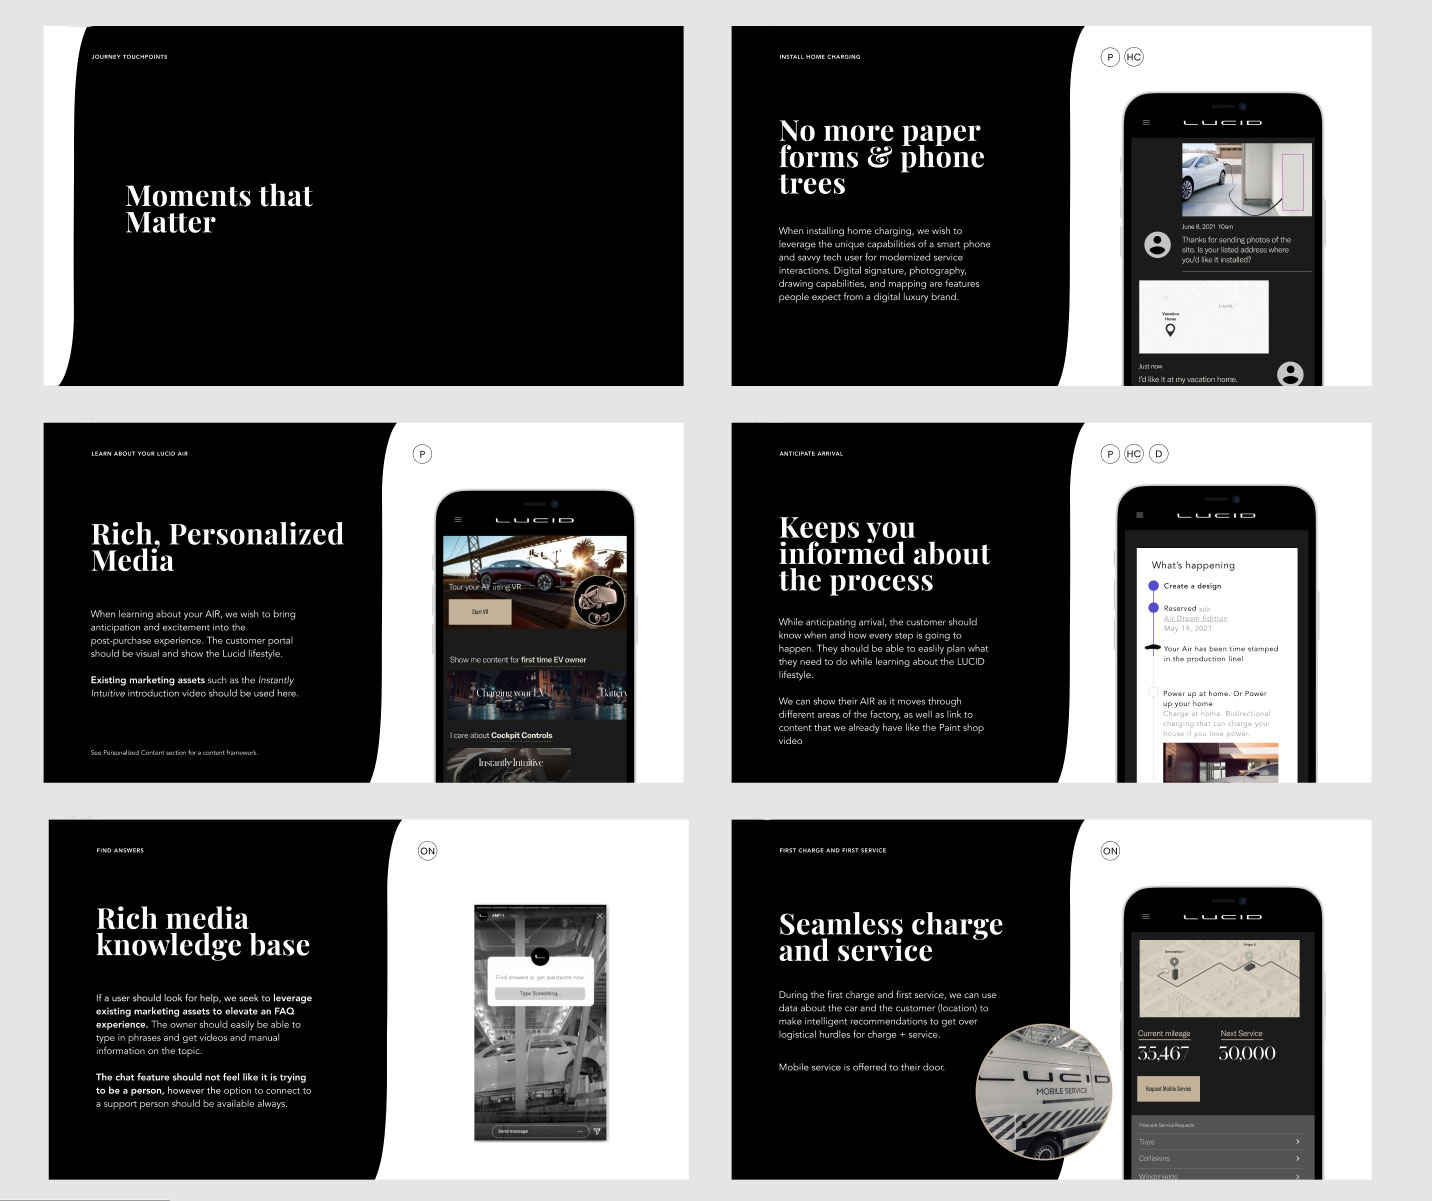 JOURNEY TOUCHPOINTS
Moments that
Matter
INSTALL HOME CHARGING
No more paper
forms & phone
trees
When installing home charging, we wish to
leverage the unique capabilities of a smart phone
and savvy tech user for modernized service
interactions. Digital signature, photography,
drawing capabilities, and mapping are features
people expect from a digital luxury brand.
P HC
LUCID
June 6, 2021 10am
Thanks for sending photos of the
site. Is your listed address where
you'd like it installed?
Vacation
Home
Just now
I'd like it at my vacation home.
LEARN ABOUT YOUR LUCID AIR
Rich, Personalized
Media
When learning about your AIR, we wish to bring
anticipation and excitement into the
post-purchase experience. The customer portal
should be visual and show the Lucid lifestyle.
Existing marketing assets such as the Instantly
Intuitive introduction video should be used here.
See Personalized Content section for a content framework.
P
LUCID
Tour your Air using VR
Start VR
Show me content for first time EV owner
Charging your EV
Battery
I care about Cockpit Controls
Instantly Intuitive
ANTICIPATE ARRIVAL
Keeps you
informed about
the process
While anticipating arrival, the customer should
know when and how every step is going to
happen. They should be able to easlily plan what
they need to do while learning about the LUCID
lifestyle.
We can show their AIR as it moves through
different areas of the factory, as well as link to
content that we already have like the Paint shop
video
P HC D
LUCID
What's happening
Create a design
Reserved edit
Air Dream Edition
May 19, 2021
Your Air has been time stamped
in the production line!
Power up at home. Or Power
up your home
Charge at home. Bidirectional
charging that can charge your
house if you lose power.
FIND ANSWERS
Rich media
knowledge base
If a user should look for help, we seek to leverage
existing marketing assets to elevate an FAQ
experience. The owner should easily be able to
type in phrases and get videos and manual
information on the topic.
The chat feature should not feel like it is trying
to be a person, however the option to connect to
a support person should be available always.
ON
AMP-1
Find answers or get assistance now.
Type Something...
Send message
FIRST CHARGE AND FIRST SERVICE
Seamless charge
and service
During the first charge and first service, we can use
data about the car and the customer (location) to
make intelligent recommendations to get over
logistical hurdles for charge + service.
Mobile service is offerred to their door.
LUCID
MOBILE SERVICE
ON
LUCID
Current mileage Next Service
35,467 30,000
Request Mobile Service
Frequent Service Requests
Tires
Collisions
Windshields